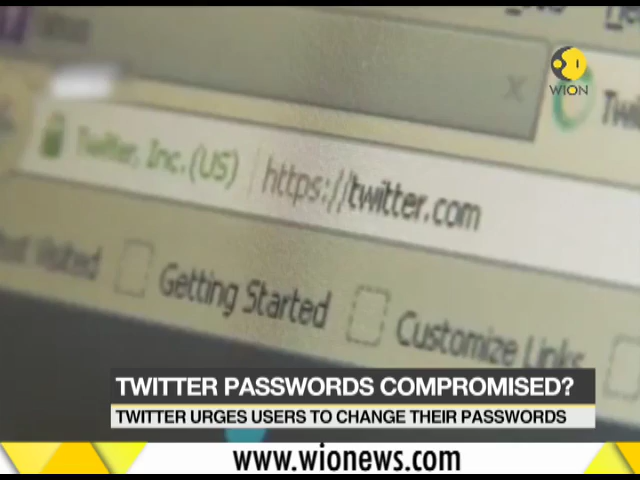 WION
Twitter, Inc. (US)
https://twitter.com
Visited
Getting Started
Customize Links
TWITTER PASSWORDS COMPROMISED?
TWITTER URGES USERS TO CHANGE THEIR PASSWORDS
www.wionews.com